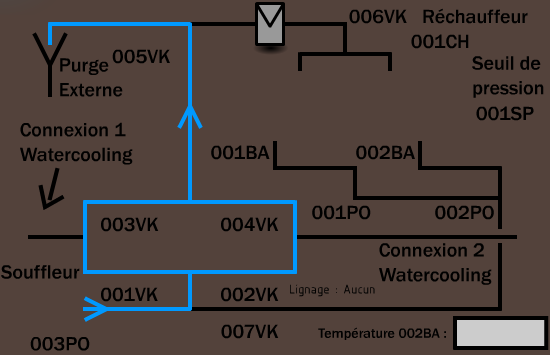 006VK Réchauffeur
001CH
005VK
Purge
Externe
Seuil de
pression
001SP
Connexion 1
Watercooling
001BA
002BA
003VK
004VK
001PO
002PO
Connexion 2
Watercooling
Souffleur
001VK
002VK
Lignage : Aucun
007VK
Température 002BA :
003PO